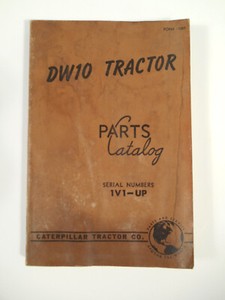 DW10 TRACTOR
PARTS
Catalog
SERIAL NUMBERS
1V1-UP
CATERPILLAR TRACTOR CO.